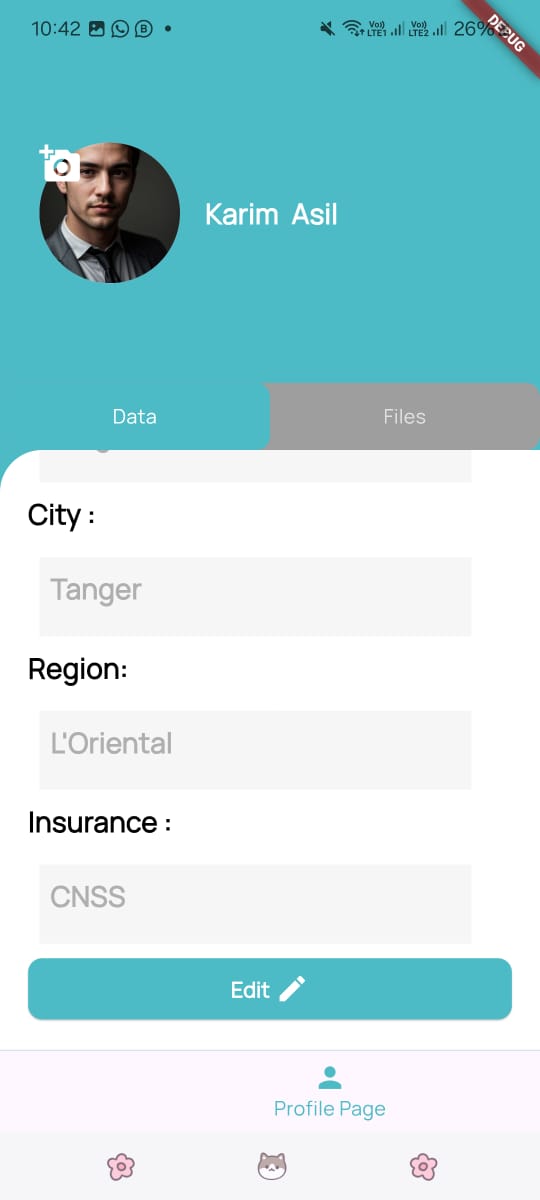 10:42
Vo)) LTE1 Vo)) LTE2 26%
DEBUG
Karim Asil
Data Files
City :
Tanger
Region:
L'Oriental
Insurance :
CNSS
Edit
Profile Page